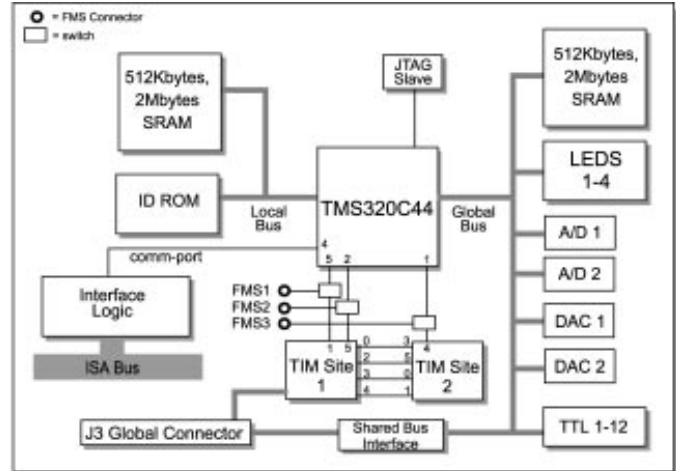 = FMS Connector
= switch
512Kbytes,
2Mbytes
SRAM
JTAG
Slave
512Kbytes,
2Mbytes
SRAM
ID ROM
Local
Bus
TMS320C44
Global
Bus
LEDS
1-4
4
5 2 1
comm-port
A/D 1
A/D 2
DAC 1
DAC 2
TTL 1-12
Interface
Logic
ISA Bus
FMS1
FMS2
FMS3
1 5
4
0 3
2 5
3 0
4 1
TIM Site
1
TIM Site
2
J3 Global Connector
Shared Bus
Interface